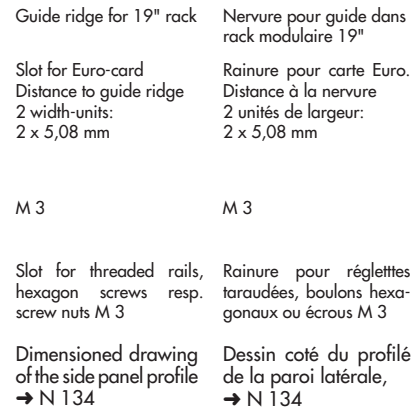 Guide ridge for 19" rack
Slot for Euro-card
Distance to guide ridge
2 width-units:
2 x 5,08 mm
M 3
Slot for threaded rails,
hexagon screws resp.
screw nuts M 3
Dimensioned drawing
of the side panel profile
➔ N 134
Nervure pour guide dans
rack modulaire 19"
Rainure pour carte Euro.
Distance à la nervure
2 unités de largeur:
2 x 5,08 mm
M 3
Rainure pour régletttes
taraudées, boulons hexa-
gonaux ou écrous M 3
Dessin coté du profilé
de la paroi latérale,
➔ N 134